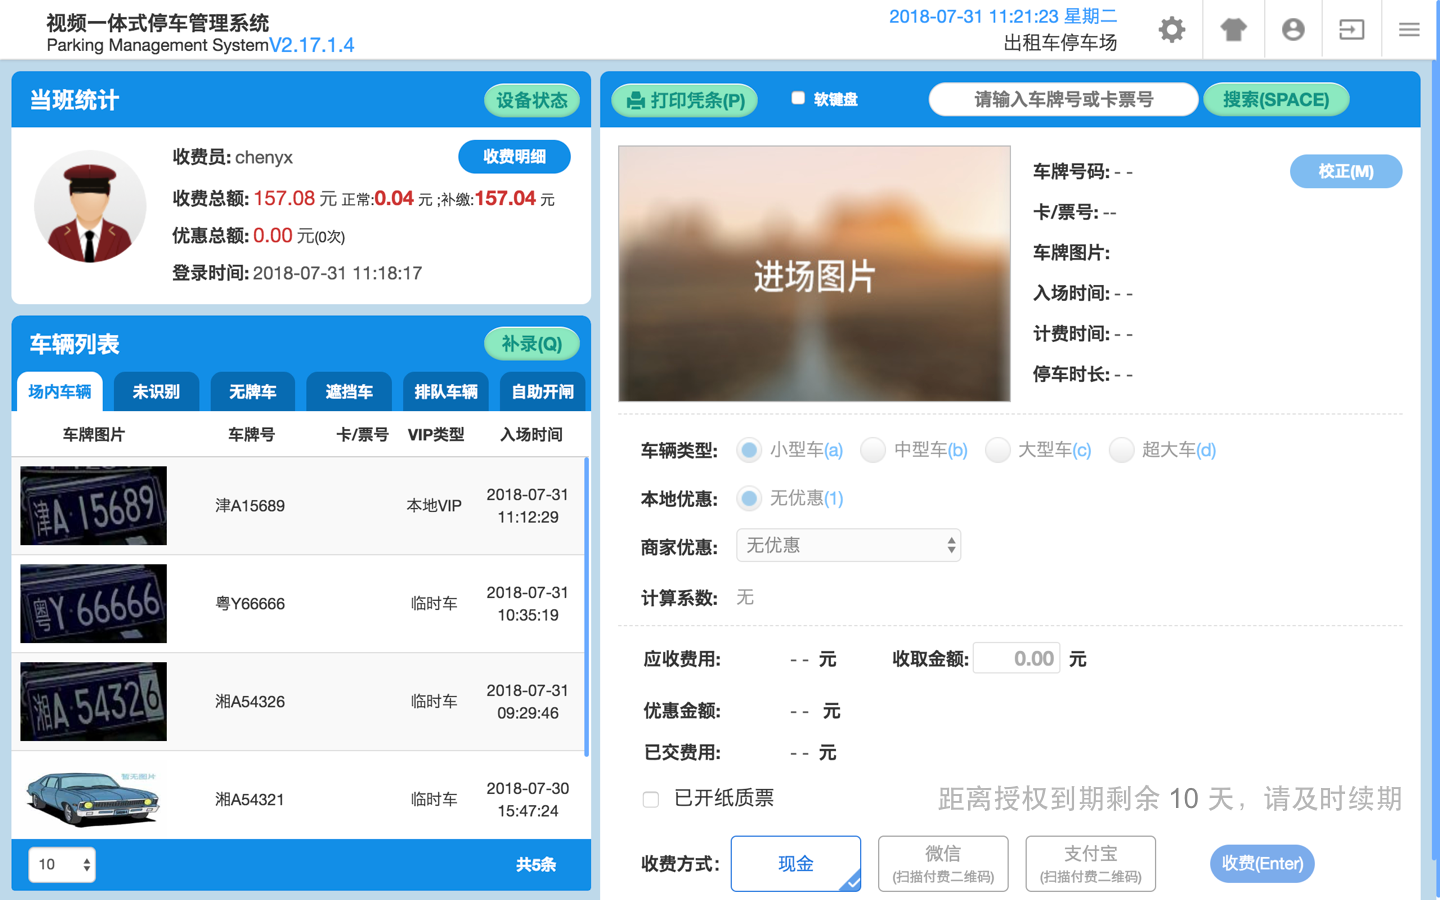 视频一体式停车管理系统
Parking Management SystemV2.17.1.4
2018-07-31 11:21:23 星期二
出租车停车场
当班统计
设备状态
收费员: chenyx
收费明细
收费总额: 157.08 元 正常:0.04 元 ;补缴:157.04 元
优惠总额: 0.00 元(0次)
登录时间: 2018-07-31 11:18:17
车辆列表
补录(Q)
场内车辆 未识别 无牌车 遮挡车 排队车辆 自助开闸
车牌图片 车牌号 卡/票号 VIP类型 入场时间
津A 15689 津A15689 本地VIP 2018-07-31
11:12:29
粤Y 66666 粤Y66666 临时车 2018-07-31
10:35:19
湘A 54326 湘A54326 临时车 2018-07-31
09:29:46
暂无图片 湘A54321 临时车 2018-07-30
15:47:24
10 共5条
打印凭条(P) 软键盘 请输入车牌号或卡票号 搜索(SPACE)
进场图片
车牌号码: - -
校正(M)
卡/票号: --
车牌图片:
入场时间: - -
计费时间: - -
停车时长: - -
车辆类型: 小型车(a) 中型车(b) 大型车(c) 超大车(d)
本地优惠: 无优惠(1)
商家优惠: 无优惠
计算系数: 无
应收费用: - - 元 收取金额: 0.00 元
优惠金额: - - 元
已交费用: - - 元
已开纸质票
距离授权到期剩余 10 天，请及时续期
收费方式: 现金 微信 支付宝 收费(Enter)
(扫描付费二维码) (扫描付费二维码)